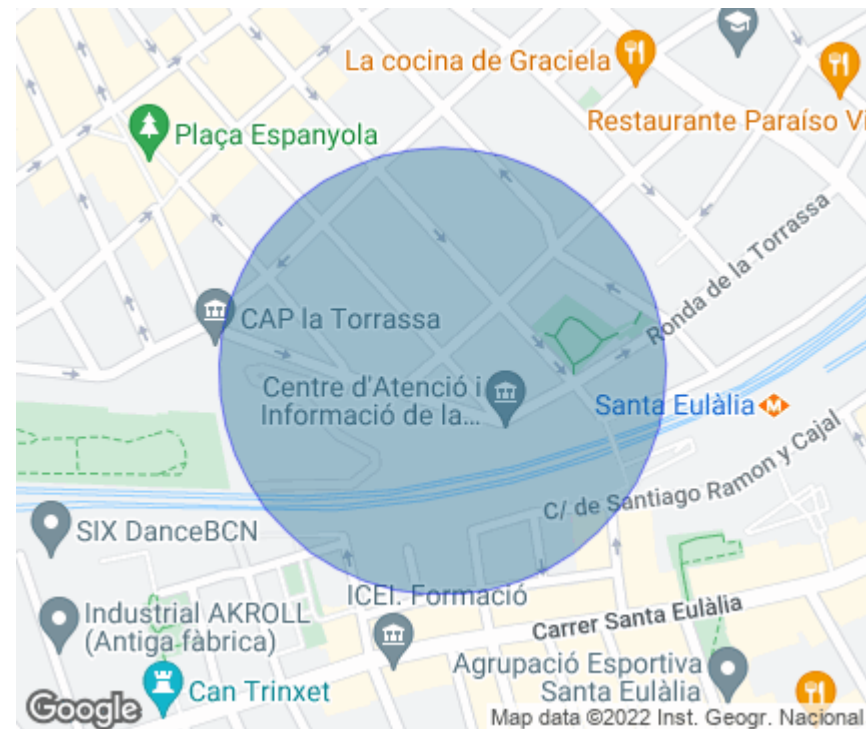 La cocina de Graciela
Restaurante Paraíso Vi
Plaça Espanyola
Ronda de la Torrassa
CAP la Torrassa
Centre d'Atenció i
Informació de la...
Santa Eulàlia
M
C/ de Santiago Ramon y Cajal
SIX DanceBCN
ICEI. Formació
Industrial AKROLL
(Antiga fàbrica)
Carrer Santa Eulàlia
Agrupació Esportiva
Santa Eulàlia
Can Trinxet
Google
Map data ©2022 Inst. Geogr. Nacional